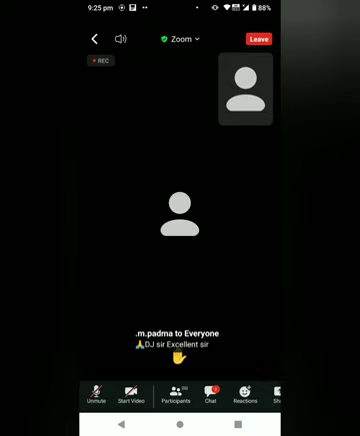 9:25 pm
88%
Zoom
Leave
REC
.m.padma to Everyone
🙏DJ sir Excellent sir
✋
Unmute
Start Video
Participants
Chat
Reactions